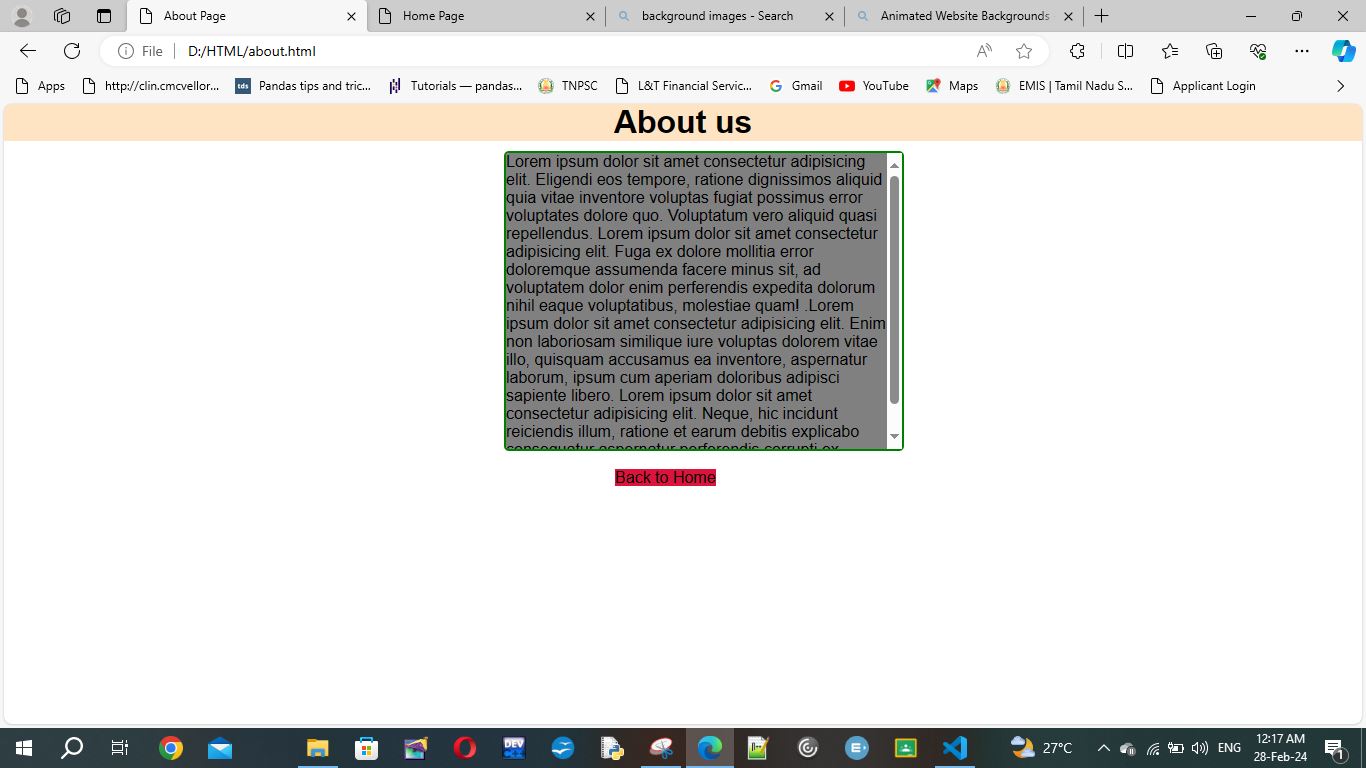 About Page
Home Page
background images - Search
Animated Website Backgrounds
File
D:/HTML/about.html
Apps
http://clin.cmcvellor...
tds
Pandas tips and tric...
Tutorials — pandas...
TNPSC
L&T Financial Servic...
Gmail
YouTube
Maps
EMIS | Tamil Nadu S...
Applicant Login
About us
Lorem ipsum dolor sit amet consectetur adipisicing
elit. Eligendi eos tempore, ratione dignissimos aliquid
quia vitae inventore voluptas fugiat possimus error
voluptates dolore quo. Voluptatum vero aliquid quasi
repellendus. Lorem ipsum dolor sit amet consectetur
adipisicing elit. Fuga ex dolore mollitia error
doloremque assumenda facere minus sit, ad
voluptatem dolor enim perferendis expedita dolorum
nihil eaque voluptatibus, molestiae quam! .Lorem
ipsum dolor sit amet consectetur adipisicing elit. Enim
non laboriosam similique iure voluptas dolorem vitae
illo, quisquam accusamus ea inventore, aspernatur
laborum, ipsum cum aperiam doloribus adipisci
sapiente libero. Lorem ipsum dolor sit amet
consectetur adipisicing elit. Neque, hic incidunt
reiciendis illum, ratione et earum debitis explicabo
consequatur aspernatur perferendis corrupti ex
Back to Home
DEV
27°C
ENG
12:17 AM
28-Feb-24
1